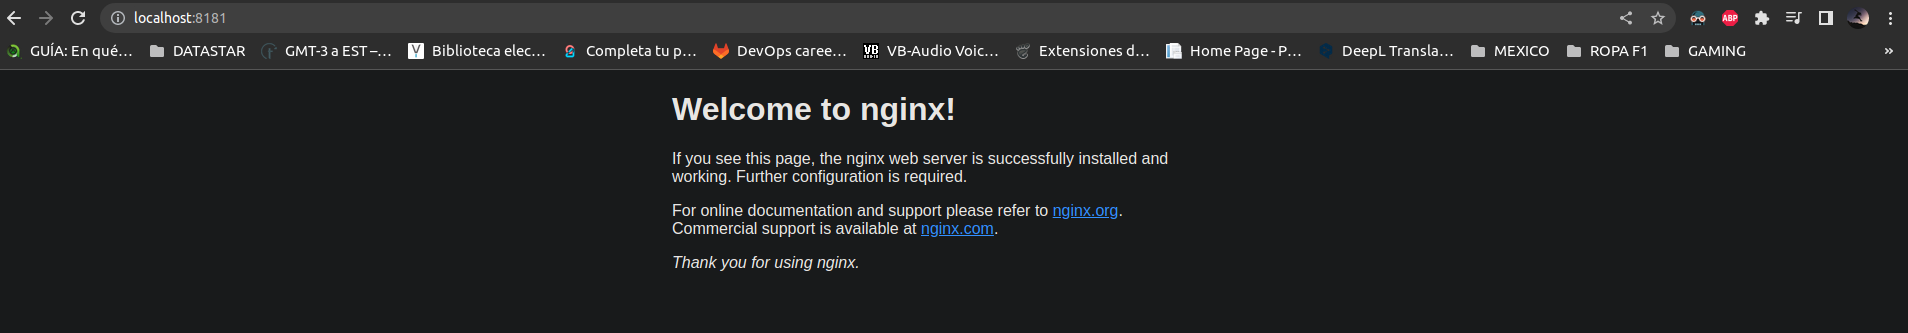 localhost:8181
ABP
GUÍA: En qué… DATASTAR GMT-3 a EST –… Biblioteca elec… Completa tu p… DevOps caree… VB-Audio Voic… Extensiones d… Home Page - P… DeepL Transla… MEXICO ROPA F1 GAMING »
Welcome to nginx!
If you see this page, the nginx web server is successfully installed and
working. Further configuration is required.
For online documentation and support please refer to nginx.org.
Commercial support is available at nginx.com.
Thank you for using nginx.